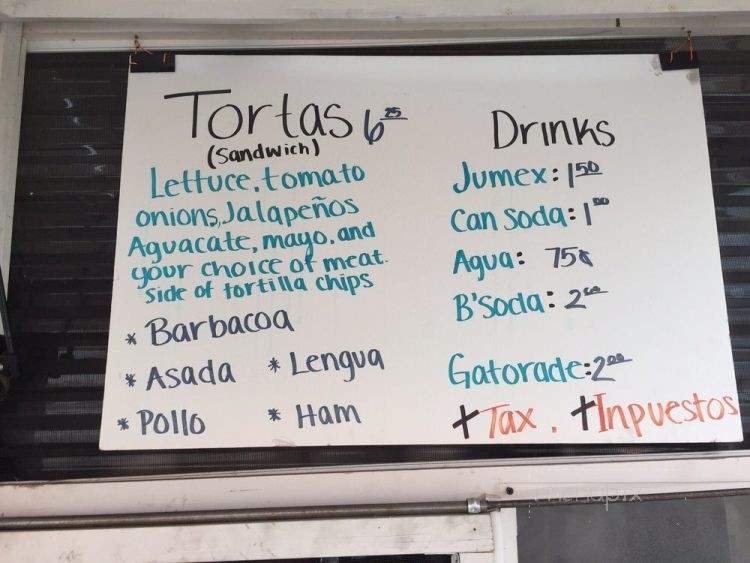 Tortas 6 25
(Sandwich)
Lettuce, tomato
onions, Jalapeños
Aguacate, mayo, and
your choice of meat.
side of tortilla chips
* Barbacoa
* Asada * Lengua
* Pollo * Ham
Drinks
Jumex: 1 50
Can Soda: 1 00
Agua: 75¢
B'Soda: 2 00
Gatorade: 2 00
+ Tax. + Inpuestos